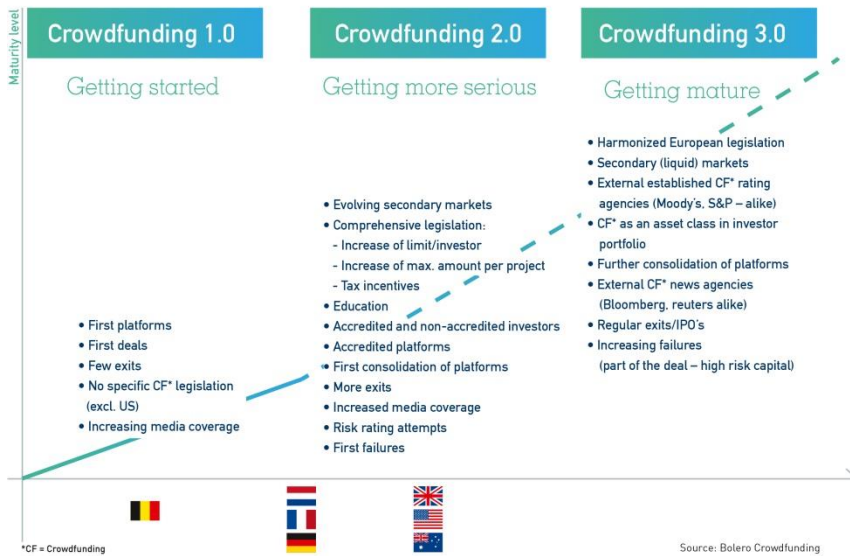 Maturity level
Crowdfunding 1.0
Getting started
• First platforms
• First deals
• Few exits
• No specific CF* legislation
(excl. US)
• Increasing media coverage
Crowdfunding 2.0
Getting more serious
• Evolving secondary markets
• Comprehensive legislation:
- Increase of limit/investor
- Increase of max. amount per project
- Tax incentives
• Education
• Accredited and non-accredited investors
• Accredited platforms
• First consolidation of platforms
• More exits
• Increased media coverage
• Risk rating attempts
• First failures
Crowdfunding 3.0
Getting mature
• Harmonized European legislation
• Secondary (liquid) markets
• External established CF* rating
agencies (Moody's, S&P – alike)
• CF* as an asset class in investor
portfolio
• Further consolidation of platforms
• External CF* news agencies
(Bloomberg, reuters alike)
• Regular exits/IPO's
• Increasing failures
(part of the deal – high risk capital)
*CF = Crowdfunding
Source: Bolero Crowdfunding